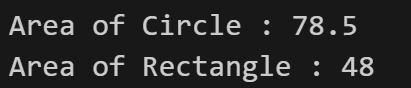 Area of Circle : 78.5
Area of Rectangle : 48